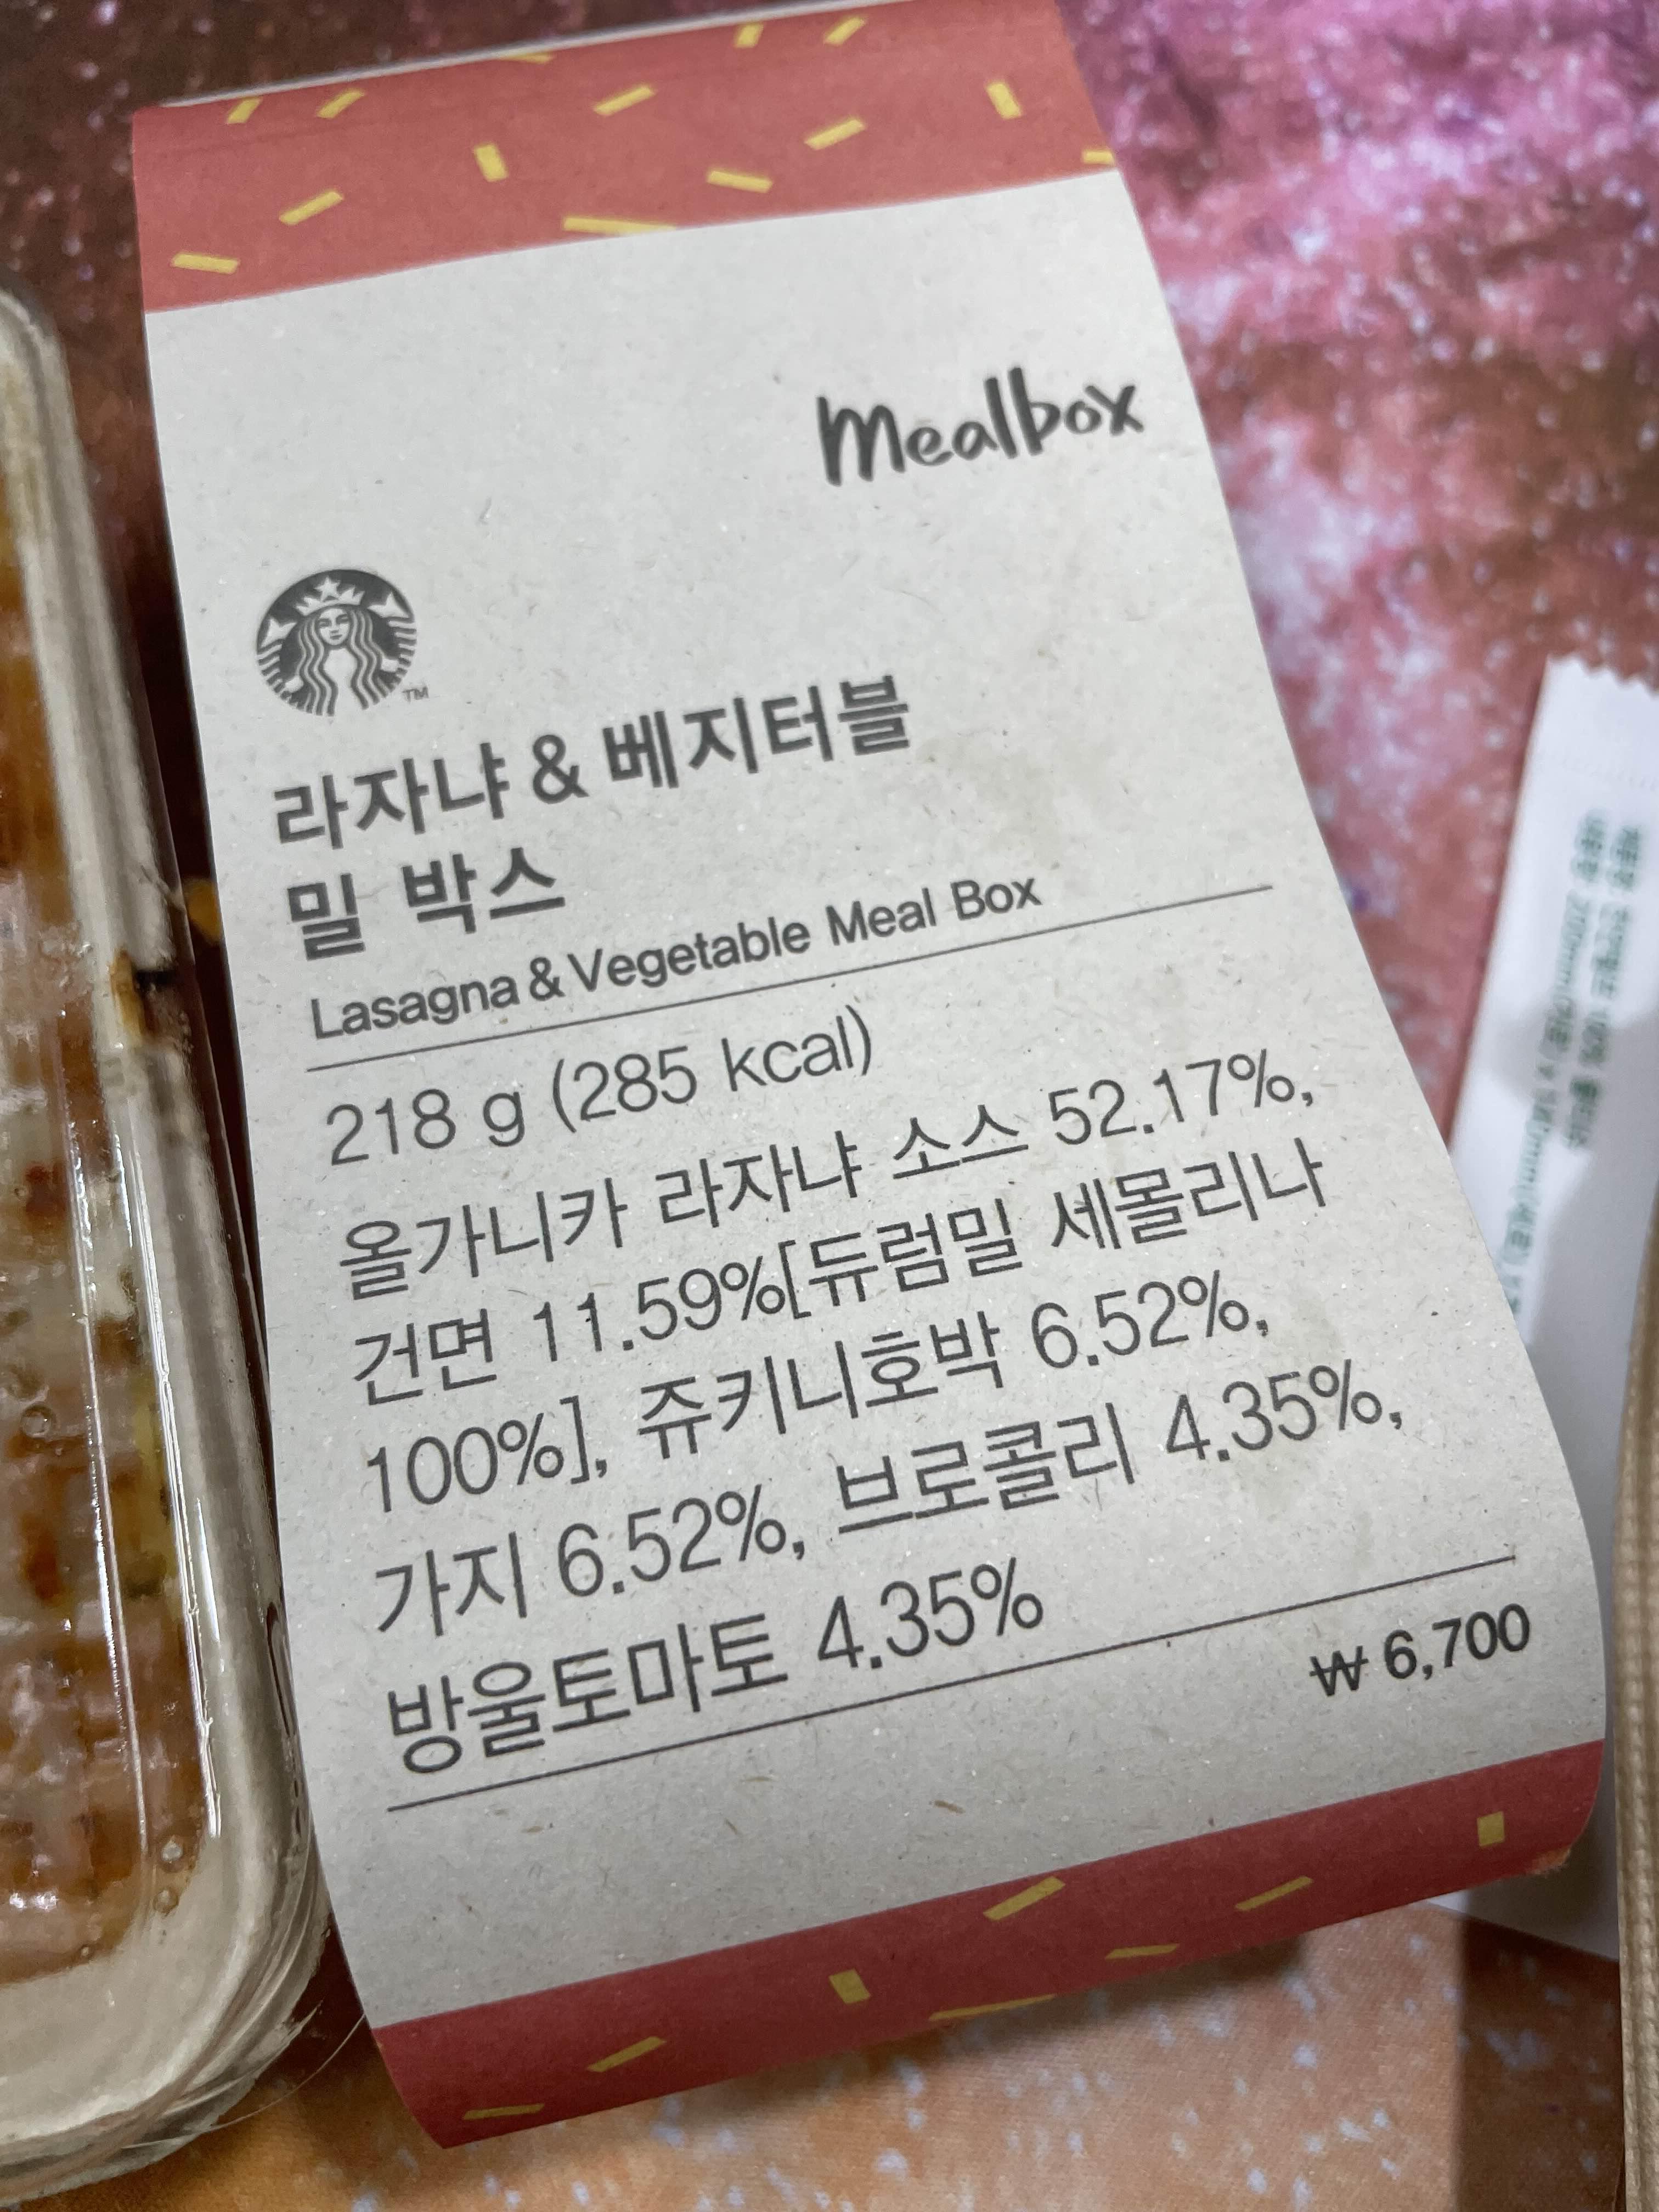 Mealbox
TM
라자냐 & 베지터블
밀 박스
Lasagna & Vegetable Meal Box
218 g (285 kcal)
올가니카 라자냐 소스 52.17%,
건면 11.59%[듀럼밀 세몰리나
100%],쥬키니호박 6.52%,
가지 6.52%, 브로콜리 4.35%,
방울토마토 4.35%
₩ 6,700